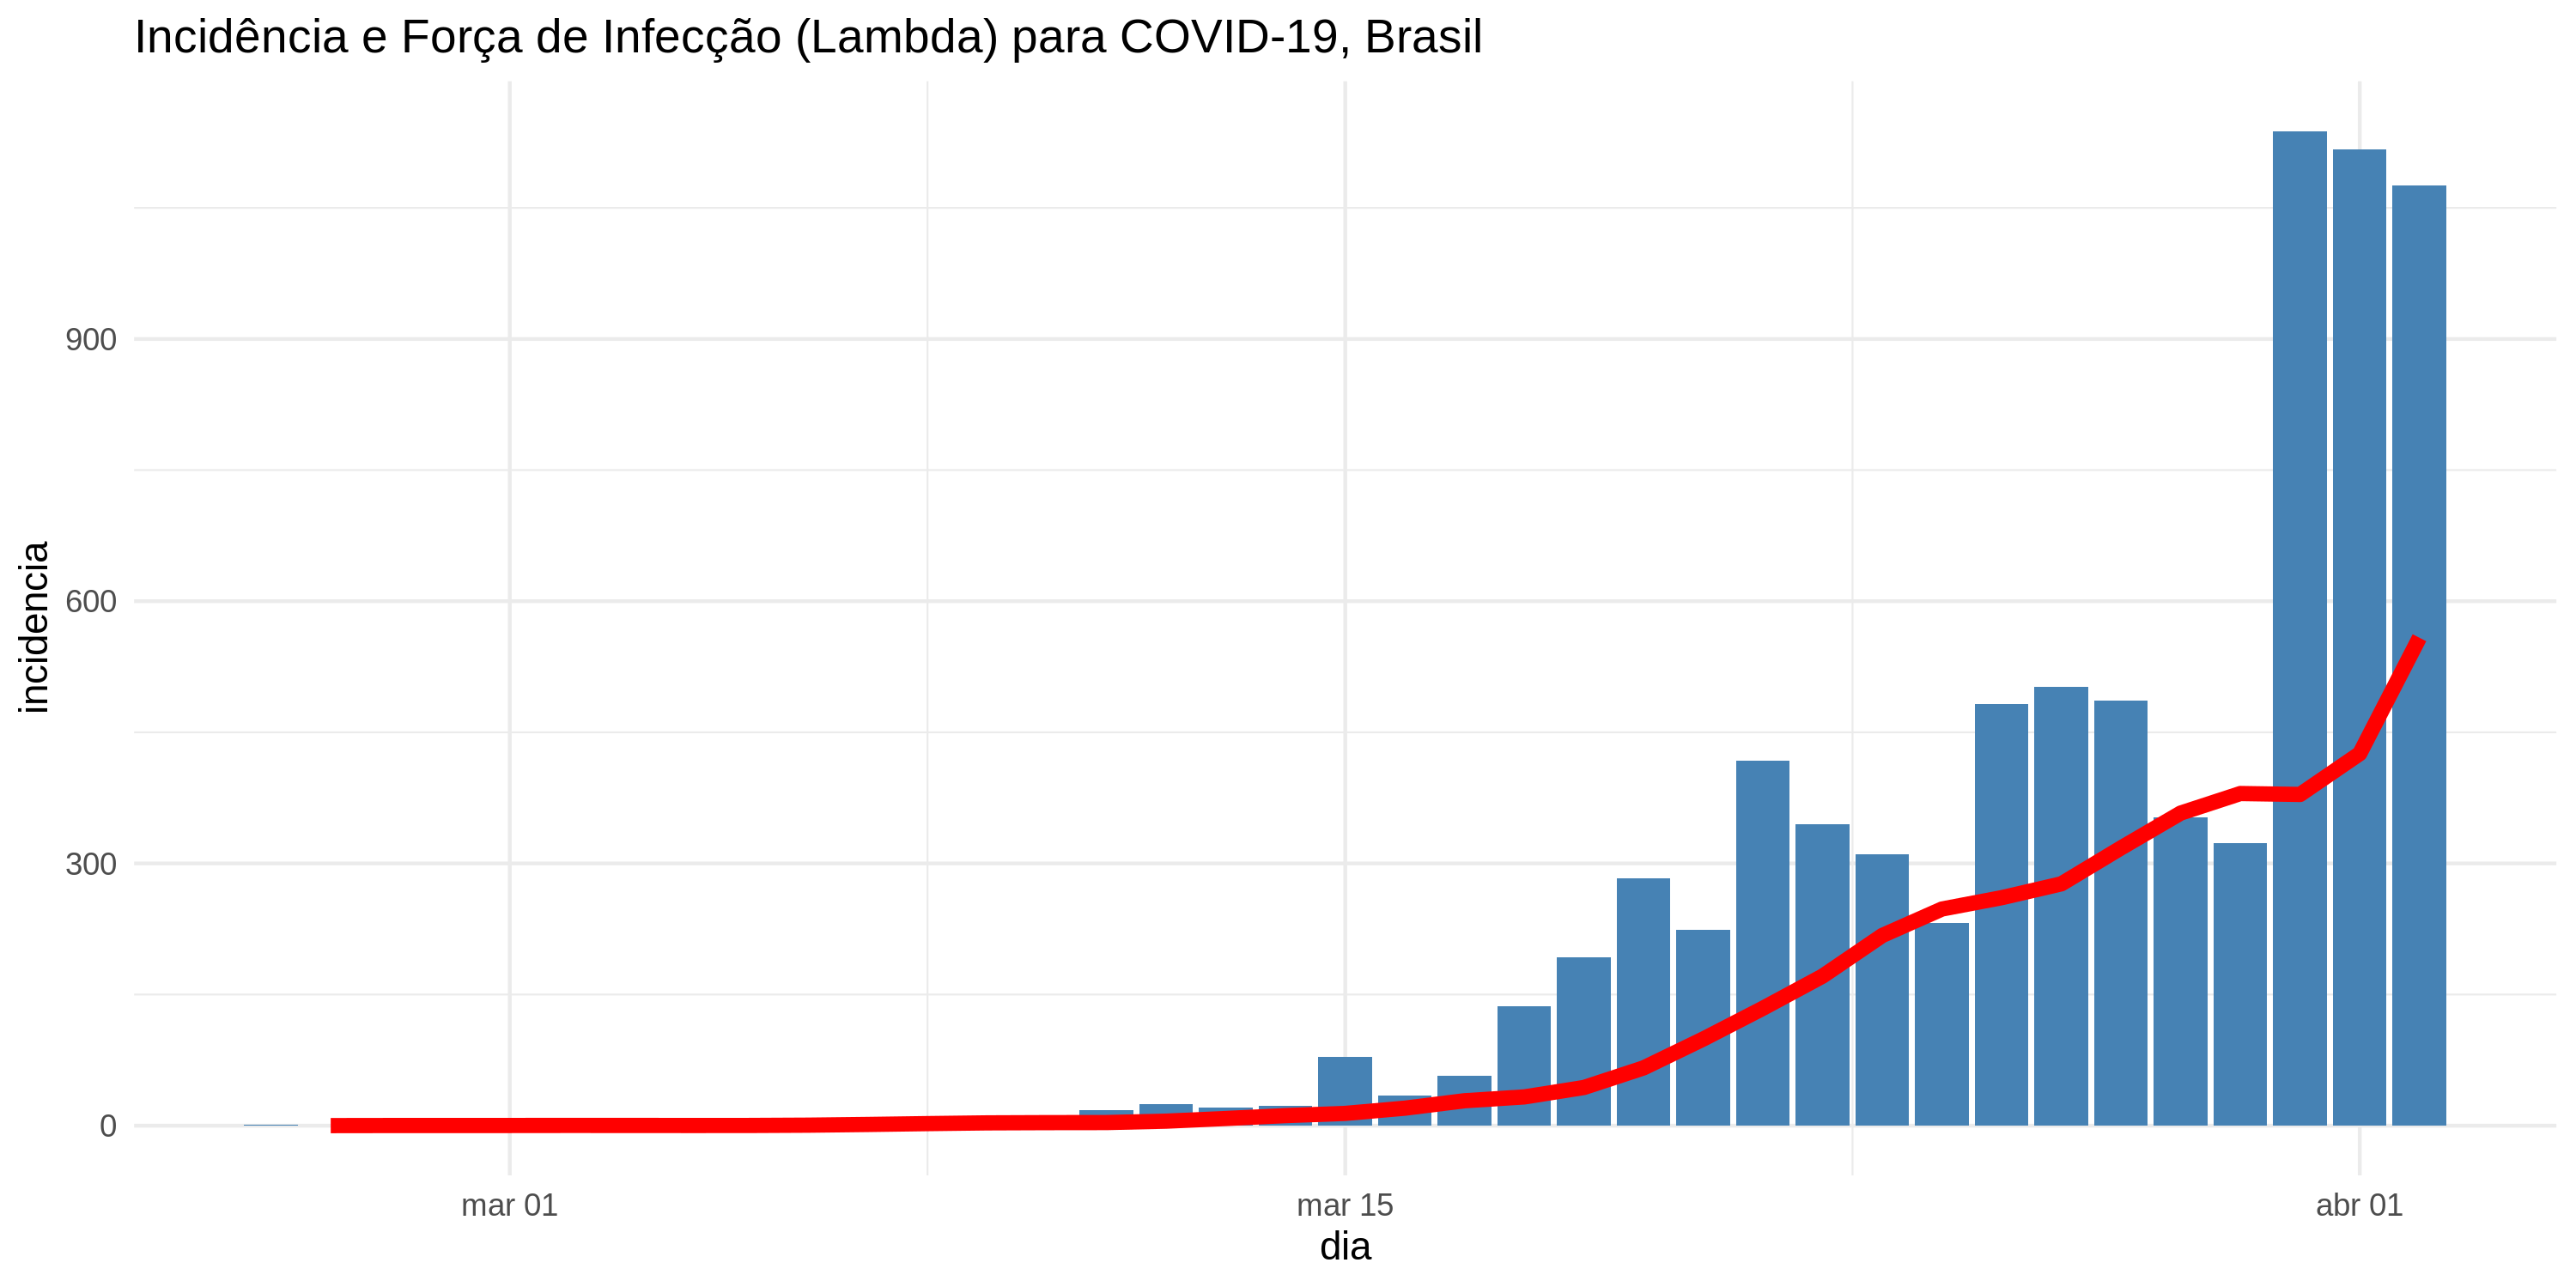 Incidência e Força de Infecção (Lambda) para COVID-19, Brasil
incidencia
900
600
300
0
mar 01
mar 15
abr 01
dia